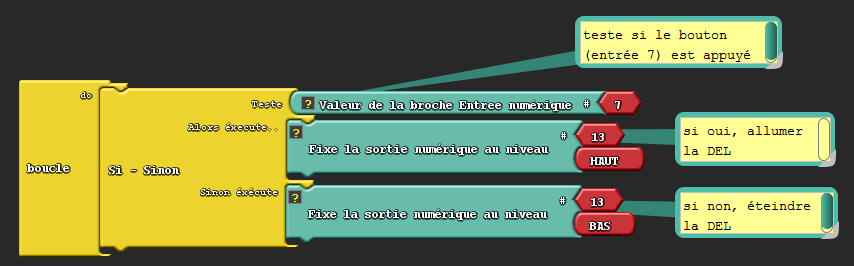 teste si le bouton
(entrée 7) est appuyé
do
Teste
? Valeur de la broche Entree numérique # 7
Alors éxecute..
?
# 13
si oui, allumer
la DEL
Fixe la sortie numérique au niveau
HAUT
boucle
Si - Sinon
Sinon éxécute
?
# 13
si non, éteindre
la DEL
Fixe la sortie numérique au niveau
BAS